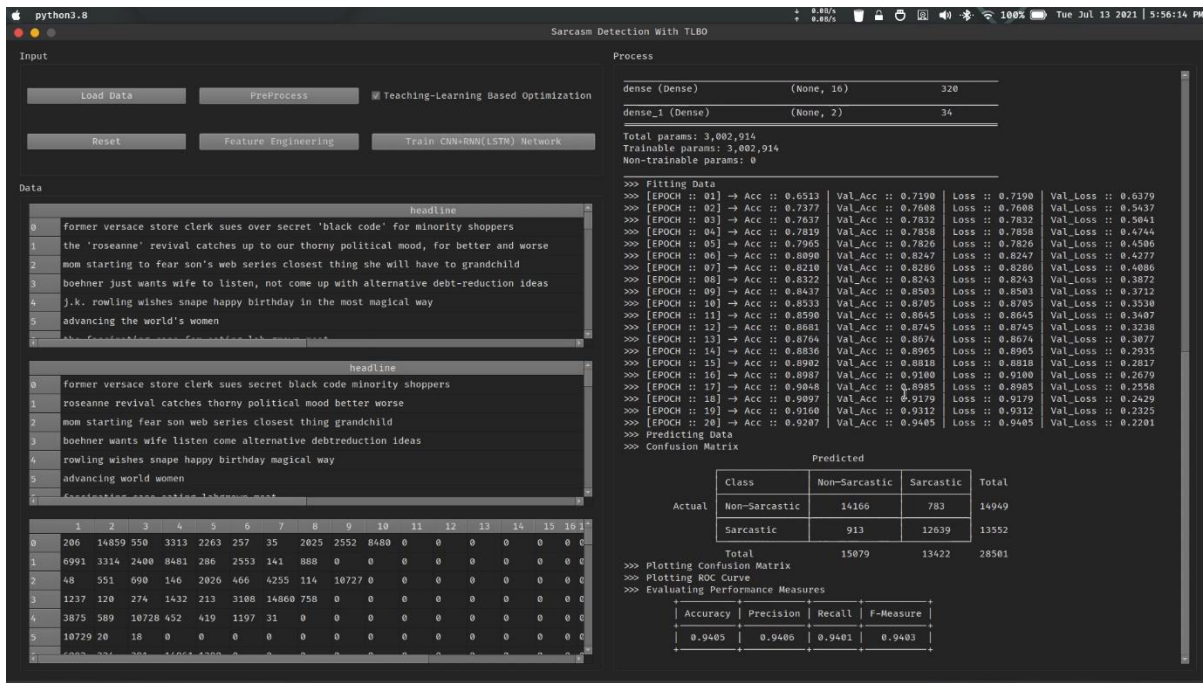 python3.8
↓ 0.0B/s
↑ 0.0B/s
100%
Tue Jul 13 2021 | 5:56:14 PM
Sarcasm Detection With TLBO
Input
Load Data PreProcess Teaching-Learning Based Optimization
Reset Feature Engineering Train CNN+RNN(LSTM) Network
Data
headline
0 former versace store clerk sues over secret 'black code' for minority shoppers
1 the 'roseanne' revival catches up to our thorny political mood, for better and worse
2 mom starting to fear son's web series closest thing she will have to grandchild
3 boehner just wants wife to listen, not come up with alternative debt-reduction ideas
4 j.k. rowling wishes snape happy birthday in the most magical way
5 advancing the world's women
headline
0 former versace store clerk sues secret black code minority shoppers
1 roseanne revival catches thorny political mood better worse
2 mom starting fear son web series closest thing grandchild
3 boehner wants wife listen come alternative debtreduction ideas
4 rowling wishes snape happy birthday magical way
5 advancing world women
1 2 3 4 5 6 7 8 9 10 11 12 13 14 15 16 1
0 206 14859 550 3313 2263 257 35 2025 2552 8480 0 0 0 0 0 0 0
1 6991 3314 2400 8481 286 2553 141 888 0 0 0 0 0 0 0 0 0
2 48 551 690 146 2026 466 4255 114 10727 0 0 0 0 0 0 0 0
3 1237 120 274 1432 213 3108 14860 758 0 0 0 0 0 0 0 0 0
4 3875 589 10728 452 419 1197 31 0 0 0 0 0 0 0 0 0 0
5 10729 20 18 0 0 0 0 0 0 0 0 0 0 0 0 0 0
Process
dense (Dense) (None, 16) 320
dense_1 (Dense) (None, 2) 34
Total params: 3,002,914
Trainable params: 3,002,914
Non-trainable params: 0
>>> Fitting Data
>>> [EPOCH :: 01] → Acc :: 0.6513 | Val_Acc :: 0.7190 | Loss :: 0.7190 | Val_Loss :: 0.6379
>>> [EPOCH :: 02] → Acc :: 0.7377 | Val_Acc :: 0.7608 | Loss :: 0.7608 | Val_Loss :: 0.5437
>>> [EPOCH :: 03] → Acc :: 0.7637 | Val_Acc :: 0.7832 | Loss :: 0.7832 | Val_Loss :: 0.5041
>>> [EPOCH :: 04] → Acc :: 0.7819 | Val_Acc :: 0.7858 | Loss :: 0.7858 | Val_Loss :: 0.4744
>>> [EPOCH :: 05] → Acc :: 0.7965 | Val_Acc :: 0.7826 | Loss :: 0.7826 | Val_Loss :: 0.4506
>>> [EPOCH :: 06] → Acc :: 0.8090 | Val_Acc :: 0.8247 | Loss :: 0.8247 | Val_Loss :: 0.4277
>>> [EPOCH :: 07] → Acc :: 0.8210 | Val_Acc :: 0.8286 | Loss :: 0.8286 | Val_Loss :: 0.4086
>>> [EPOCH :: 08] → Acc :: 0.8322 | Val_Acc :: 0.8243 | Loss :: 0.8243 | Val_Loss :: 0.3872
>>> [EPOCH :: 09] → Acc :: 0.8437 | Val_Acc :: 0.8503 | Loss :: 0.8503 | Val_Loss :: 0.3712
>>> [EPOCH :: 10] → Acc :: 0.8533 | Val_Acc :: 0.8705 | Loss :: 0.8705 | Val_Loss :: 0.3530
>>> [EPOCH :: 11] → Acc :: 0.8590 | Val_Acc :: 0.8645 | Loss :: 0.8645 | Val_Loss :: 0.3407
>>> [EPOCH :: 12] → Acc :: 0.8681 | Val_Acc :: 0.8745 | Loss :: 0.8745 | Val_Loss :: 0.3238
>>> [EPOCH :: 13] → Acc :: 0.8764 | Val_Acc :: 0.8674 | Loss :: 0.8674 | Val_Loss :: 0.3077
>>> [EPOCH :: 14] → Acc :: 0.8836 | Val_Acc :: 0.8965 | Loss :: 0.8965 | Val_Loss :: 0.2935
>>> [EPOCH :: 15] → Acc :: 0.8902 | Val_Acc :: 0.8818 | Loss :: 0.8818 | Val_Loss :: 0.2817
>>> [EPOCH :: 16] → Acc :: 0.8987 | Val_Acc :: 0.9100 | Loss :: 0.9100 | Val_Loss :: 0.2679
>>> [EPOCH :: 17] → Acc :: 0.9048 | Val_Acc :: 0.8985 | Loss :: 0.8985 | Val_Loss :: 0.2558
>>> [EPOCH :: 18] → Acc :: 0.9097 | Val_Acc :: 0.9179 | Loss :: 0.9179 | Val_Loss :: 0.2429
>>> [EPOCH :: 19] → Acc :: 0.9160 | Val_Acc :: 0.9312 | Loss :: 0.9312 | Val_Loss :: 0.2325
>>> [EPOCH :: 20] → Acc :: 0.9207 | Val_Acc :: 0.9405 | Loss :: 0.9405 | Val_Loss :: 0.2201
>>> Predicting Data
>>> Confusion Matrix
Predicted
Class Non-Sarcastic Sarcastic Total
Actual Non-Sarcastic 14166 783 14949
Sarcastic 913 12639 13552
Total 15079 13422 28501
>>> Plotting Confusion Matrix
>>> Plotting ROC Curve
>>> Evaluating Performance Measures
| Accuracy | Precision | Recall | F-Measure |
| 0.9405 | 0.9406 | 0.9401 | 0.9403 |